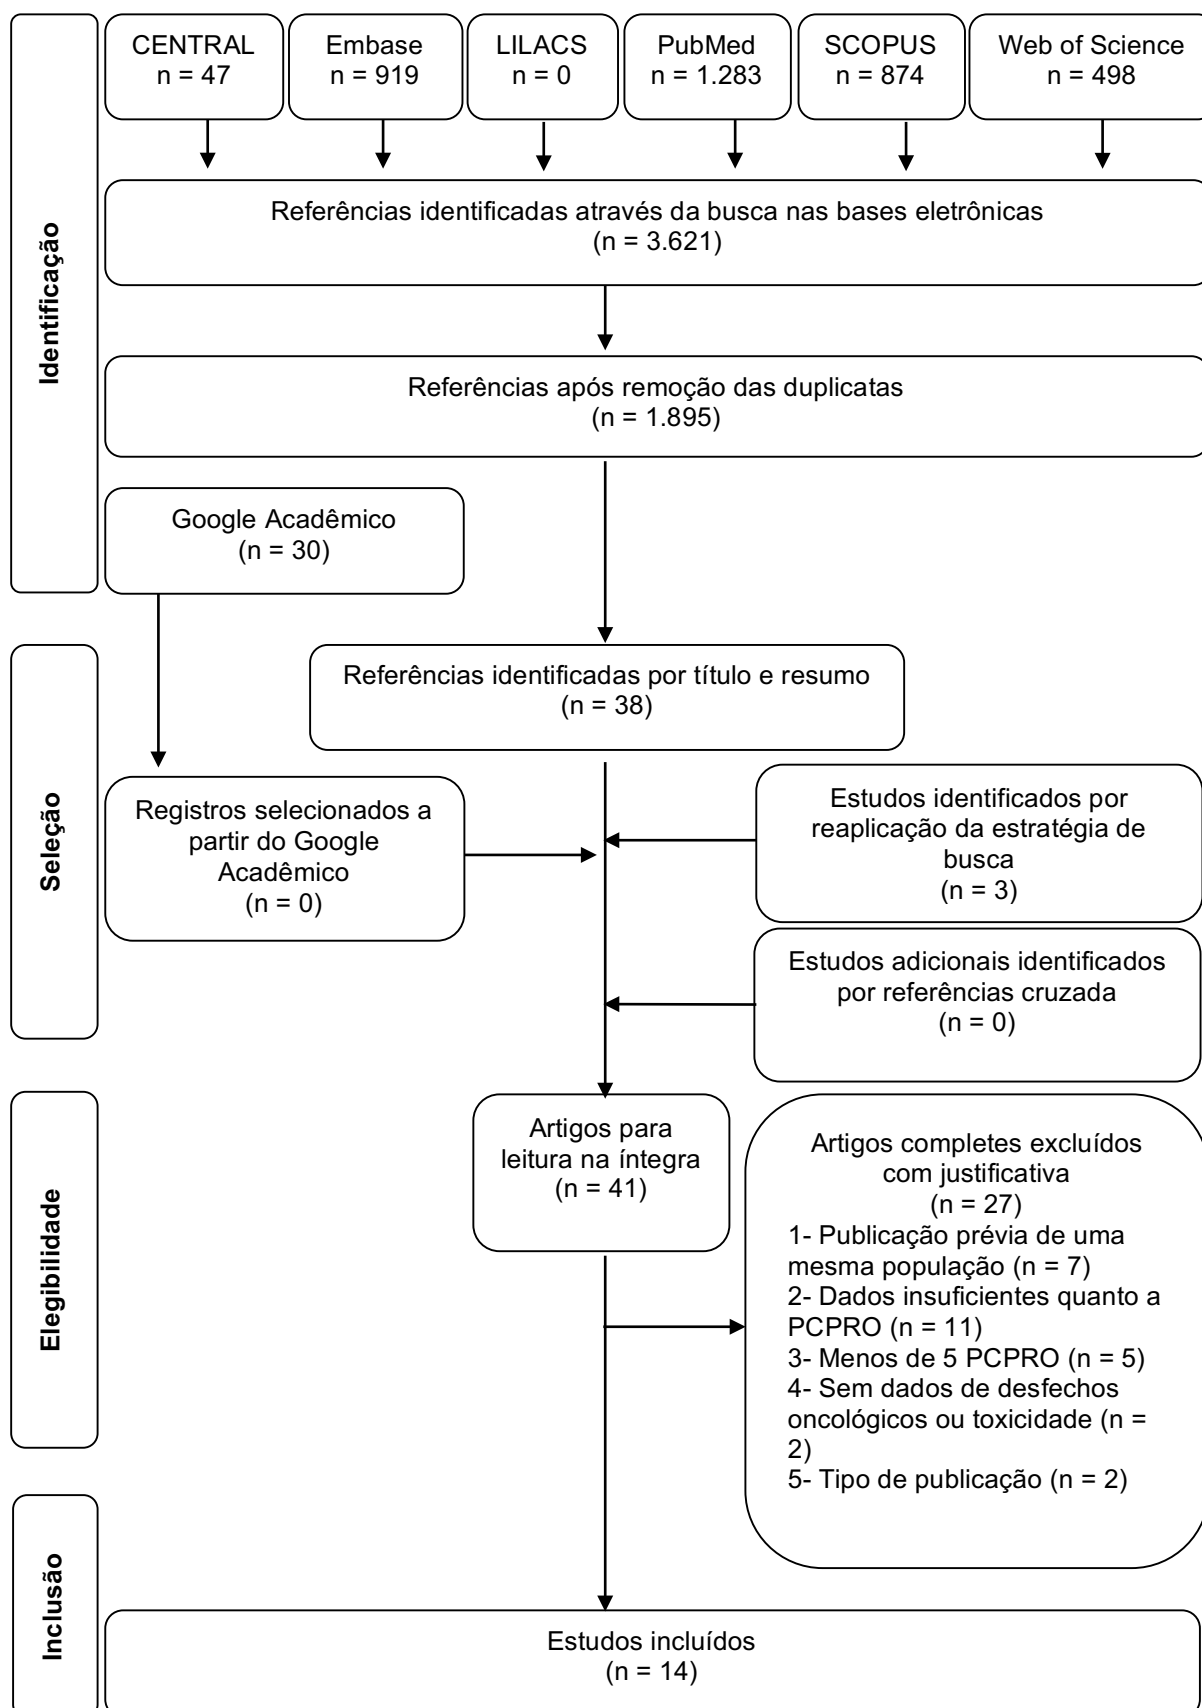 CENTRAL
n = 47
Embase
n = 919
LILACS
n = 0
PubMed
n = 1.283
SCOPUS
n = 874
Web of Science
n = 498
Identificação
Referências identificadas através da busca nas bases eletrônicas
(n = 3.621)
Referências após remoção das duplicatas
(n = 1.895)
Google Acadêmico
(n = 30)
Seleção
Referências identificadas por título e resumo
(n = 38)
Registros selecionados a
partir do Google
Acadêmico
(n = 0)
Estudos identificados por
reaplicação da estratégia de
busca
(n = 3)
Estudos adicionais identificados
por referências cruzada
(n = 0)
Elegibilidade
Artigos para
leitura na íntegra
(n = 41)
Artigos completes excluídos
com justificativa
(n = 27)
1- Publicação prévia de uma
mesma população (n = 7)
2- Dados insuficientes quanto a
PCPRO (n = 11)
3- Menos de 5 PCPRO (n = 5)
4- Sem dados de desfechos
oncológicos ou toxicidade (n =
2)
5- Tipo de publicação (n = 2)
Inclusão
Estudos incluídos
(n = 14)